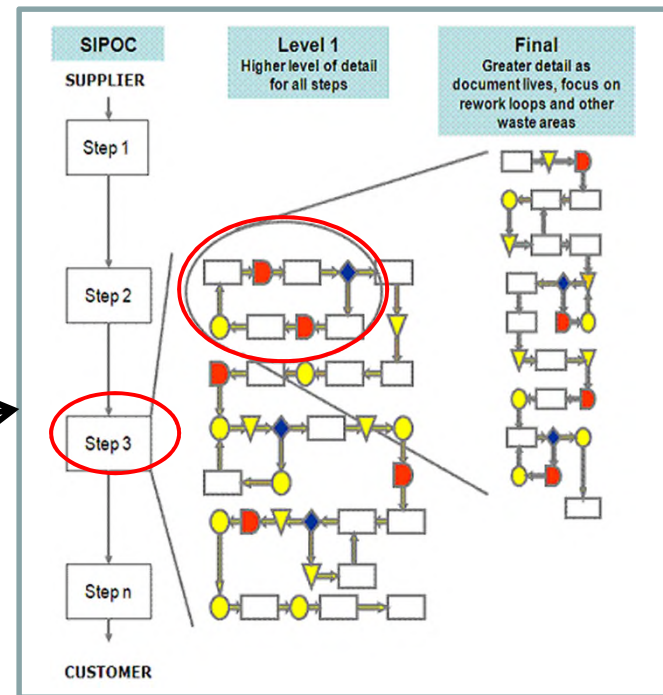 SIPOC
SUPPLIER
Step 1
Step 2
Step 3
Step n
CUSTOMER
Level 1
Higher level of detail
for all steps
Final
Greater detail as
document lives, focus on
rework loops and other
waste areas